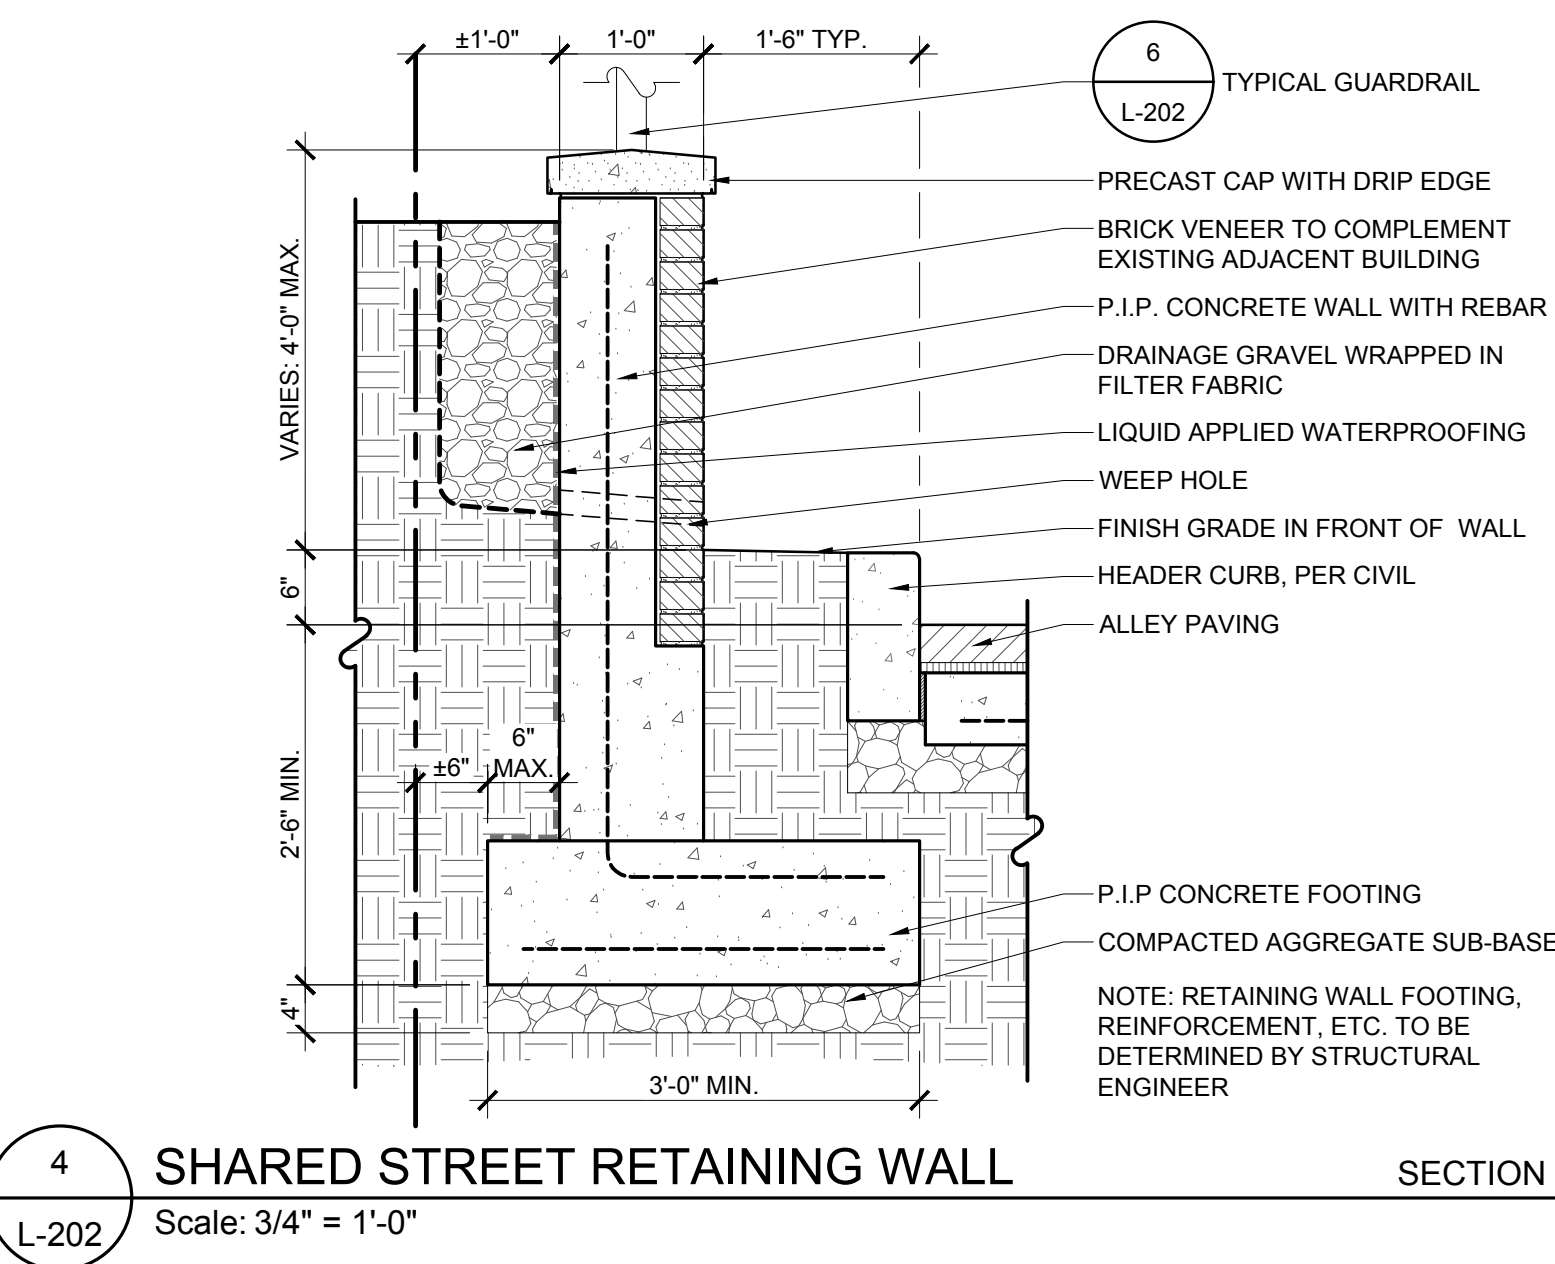 ±1'-0"
1'-0"
1'-6" TYP.
6
L-202
TYPICAL GUARDRAIL
PRECAST CAP WITH DRIP EDGE
BRICK VENEER TO COMPLEMENT
EXISTING ADJACENT BUILDING
P.I.P. CONCRETE WALL WITH REBAR
DRAINAGE GRAVEL WRAPPED IN
FILTER FABRIC
LIQUID APPLIED WATERPROOFING
WEEP HOLE
FINISH GRADE IN FRONT OF WALL
HEADER CURB, PER CIVIL
ALLEY PAVING
VARIES: 4'-0" MAX.
6"
2'-6" MIN.
4"
±6"
6"
MAX.
P.I.P CONCRETE FOOTING
COMPACTED AGGREGATE SUB-BASE
NOTE: RETAINING WALL FOOTING,
REINFORCEMENT, ETC. TO BE
DETERMINED BY STRUCTURAL
ENGINEER
3'-0" MIN.
4
L-202
SHARED STREET RETAINING WALL
SECTION
Scale: 3/4" = 1'-0"